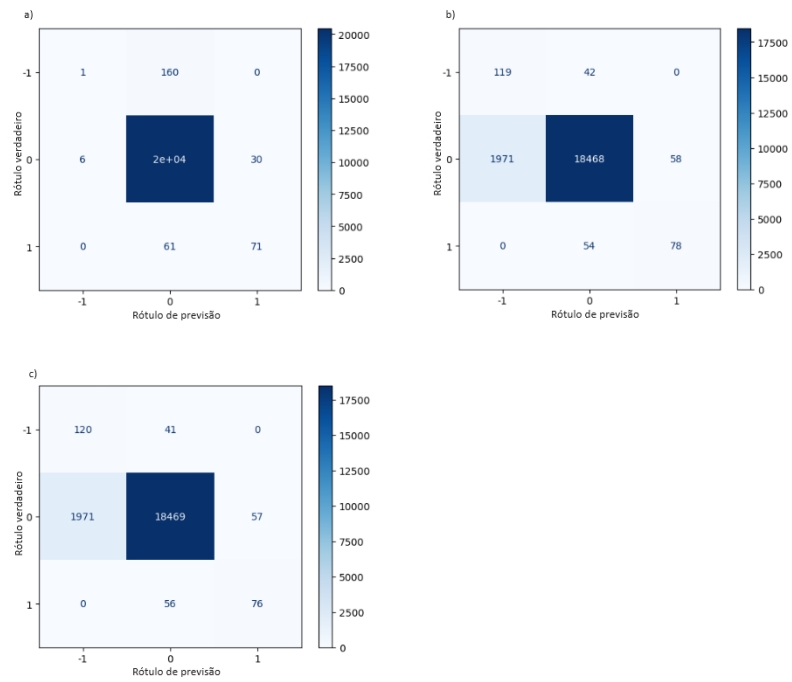 a)
-1 1 160 0 20000
17500
15000
12500
Rótulo verdadeiro
0 6 2e+04 30 10000
7500
5000
1 0 61 71 2500
0
-1 0 1
Rótulo de previsão
b)
17500
-1 119 42 0 15000
12500
Rótulo verdadeiro
0 1971 18468 58 10000
7500
5000
1 0 54 78 2500
0
-1 0 1
Rótulo de previsão
c)
17500
-1 120 41 0 15000
12500
Rótulo verdadeiro
0 1971 18469 57 10000
7500
5000
1 0 56 76 2500
0
-1 0 1
Rótulo de previsão